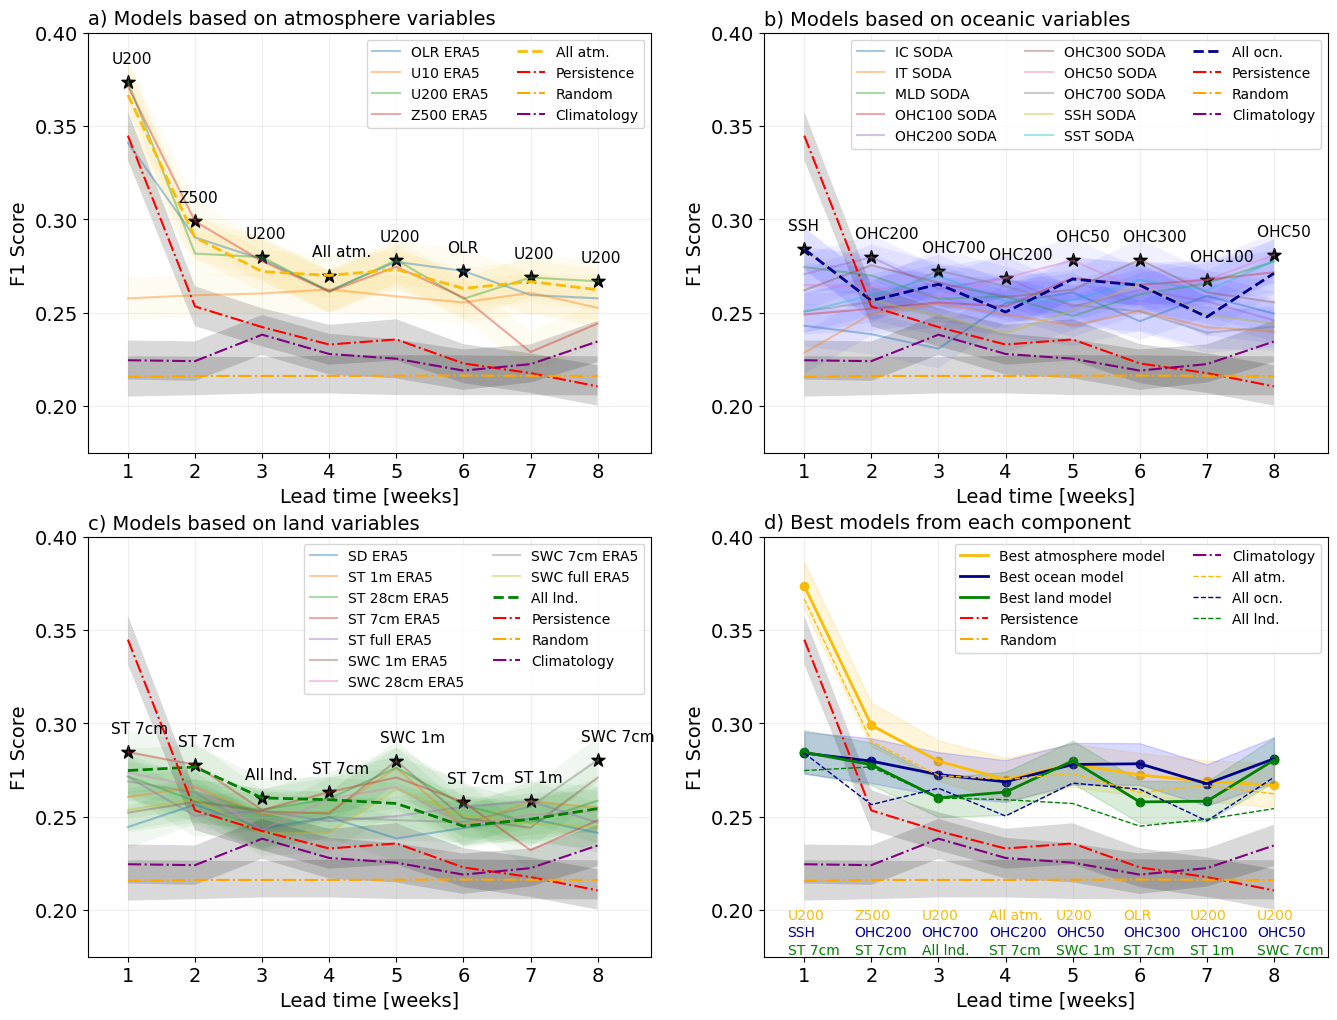 a) Models based on atmosphere variables
F1 Score
0.40
0.35
0.30
0.25
0.20
OLR ERA5
U10 ERA5
U200 ERA5
Z500 ERA5
All atm.
Persistence
Random
Climatology
U200
Z500
U200
All atm.
U200
OLR
U200
U200
1 2 3 4 5 6 7 8
Lead time [weeks]
b) Models based on oceanic variables
F1 Score
0.40
0.35
0.30
0.25
0.20
IC SODA
IT SODA
MLD SODA
OHC100 SODA
OHC200 SODA
OHC300 SODA
OHC50 SODA
OHC700 SODA
SSH SODA
SST SODA
All ocn.
Persistence
Random
Climatology
SSH
OHC200
OHC700
OHC200
OHC50
OHC300
OHC100
OHC50
1 2 3 4 5 6 7 8
Lead time [weeks]
c) Models based on land variables
F1 Score
0.40
0.35
0.30
0.25
0.20
SD ERA5
ST 1m ERA5
ST 28cm ERA5
ST 7cm ERA5
ST full ERA5
SWC 1m ERA5
SWC 28cm ERA5
SWC 7cm ERA5
SWC full ERA5
All lnd.
Persistence
Random
Climatology
ST 7cm
ST 7cm
All lnd.
ST 7cm
SWC 1m
ST 7cm
ST 1m
SWC 7cm
1 2 3 4 5 6 7 8
Lead time [weeks]
d) Best models from each component
F1 Score
0.40
0.35
0.30
0.25
0.20
Best atmosphere model
Best ocean model
Best land model
Persistence
Random
Climatology
All atm.
All ocn.
All lnd.
U200 Z500 U200 All atm. U200 OLR U200 U200
SSH OHC200 OHC700 OHC200 OHC50 OHC300 OHC100 OHC50
ST 7cm ST 7cm All lnd. ST 7cm SWC 1m ST 7cm ST 1m SWC 7cm
1 2 3 4 5 6 7 8
Lead time [weeks]